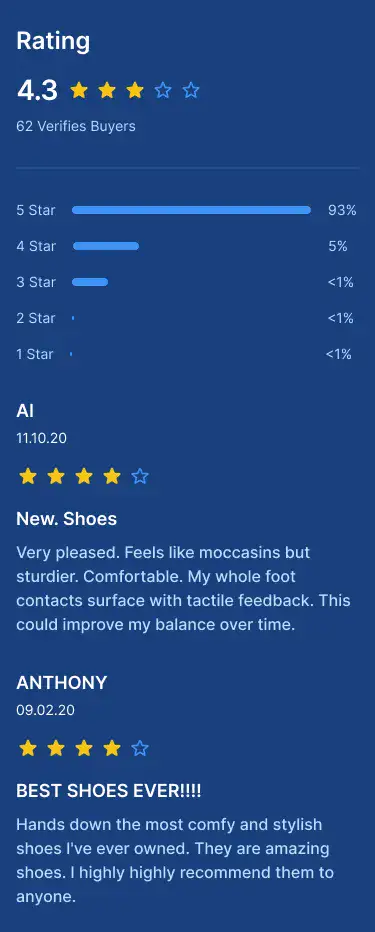 Rating
4.3
62 Verifies Buyers
5 Star 93%
4 Star 5%
3 Star <1%
2 Star <1%
1 Star <1%
Al
11.10.20
New. Shoes
Very pleased. Feels like moccasins but
sturdier. Comfortable. My whole foot
contacts surface with tactile feedback. This
could improve my balance over time.
ANTHONY
09.02.20
BEST SHOES EVER!!!!
Hands down the most comfy and stylish
shoes I've ever owned. They are amazing
shoes. I highly highly recommend them to
anyone.